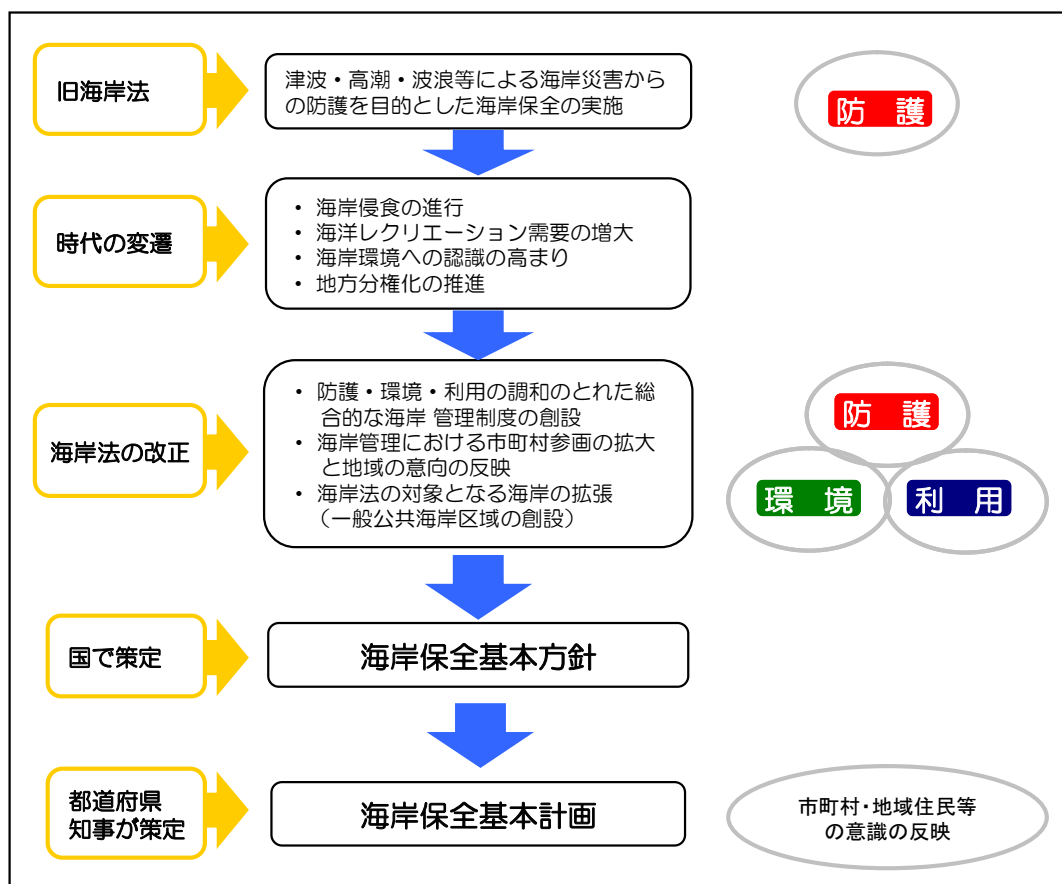 旧海岸法
津波・高潮・波浪等による海岸災害から
の防護を目的とした海岸保全の実施
防 護
時代の変遷
・ 海岸侵食の進行
・ 海洋レクリエーション需要の増大
・ 海岸環境への認識の高まり
・ 地方分権化の推進
海岸法の改正
・ 防護・環境・利用の調和のとれた総
合的な海岸 管理制度の創設
・ 海岸管理における市町村参画の拡大
と地域の意向の反映
・ 海岸法の対象となる海岸の拡張
（一般公共海岸区域の創設）
防 護
環 境
利 用
国で策定
海岸保全基本方針
都道府県
知事が策定
海岸保全基本計画
市町村・地域住民等
の意識の反映